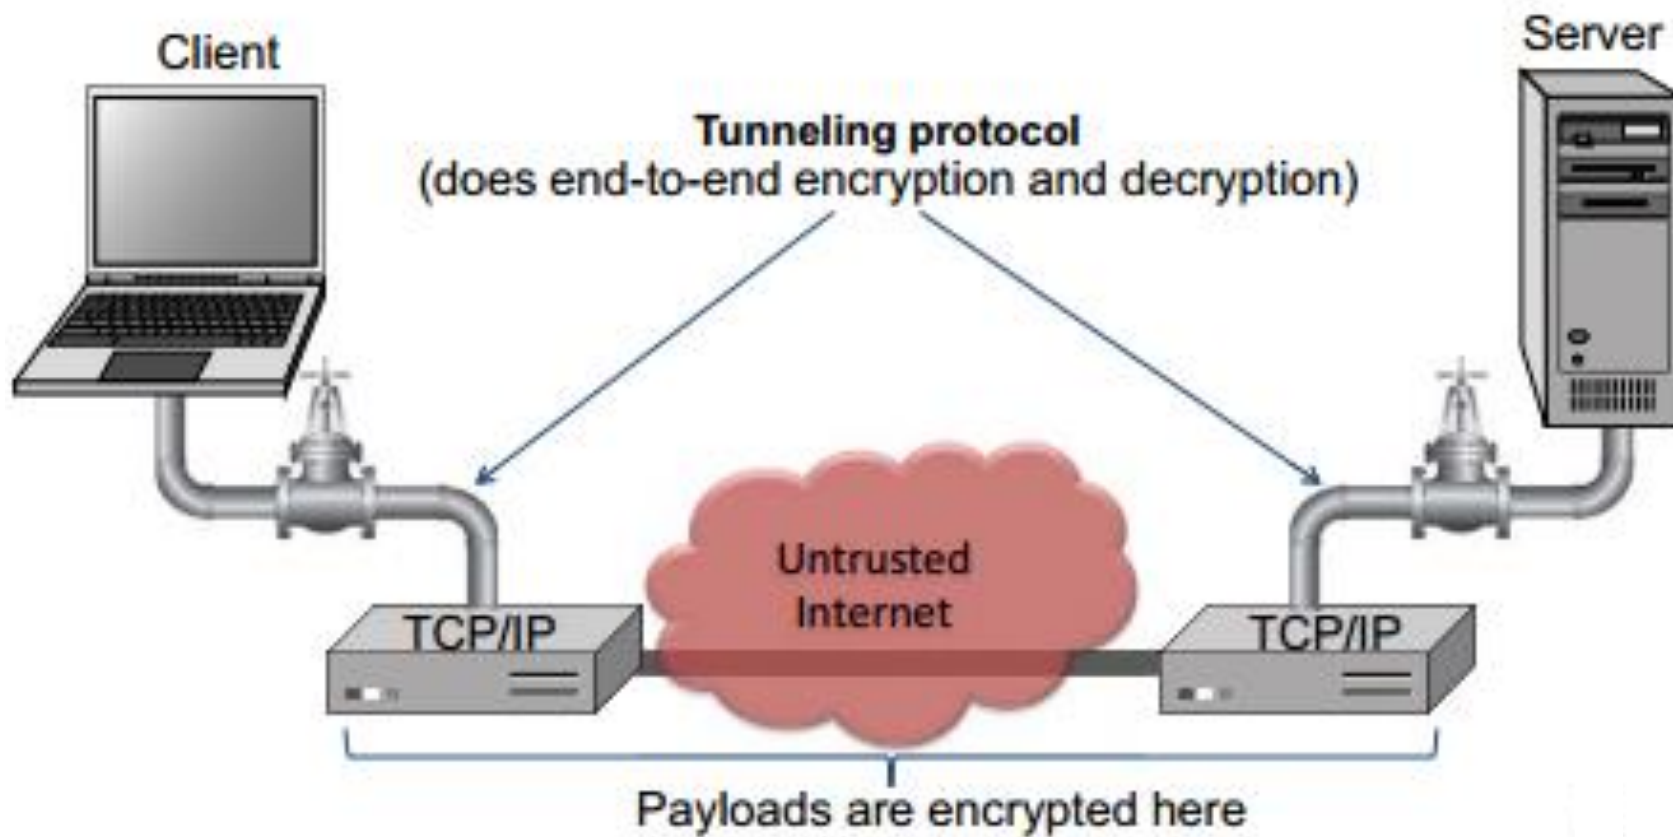 Client
Server
Tunneling protocol
(does end-to-end encryption and decryption)
Untrusted
Internet
TCP/IP
TCP/IP
Payloads are encrypted here